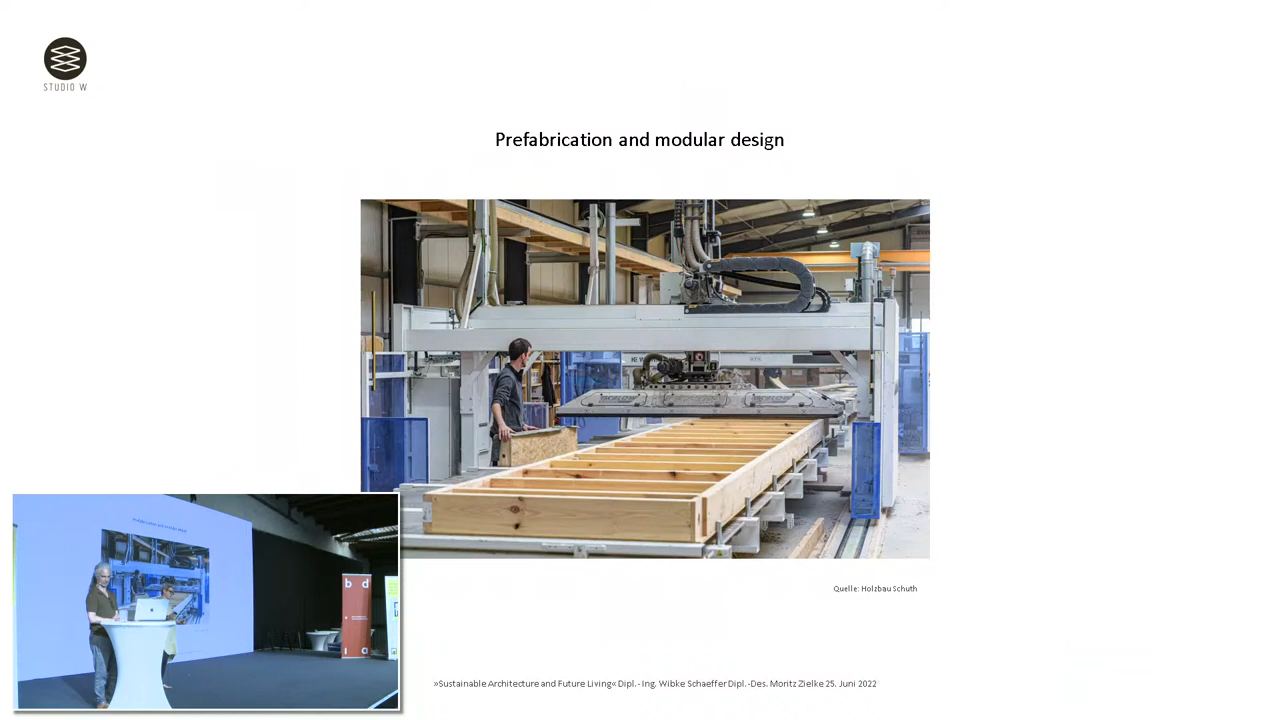 STUDIO W
Prefabrication and modular design
Quelle: Holzbau Schuth
b d
l a
»Sustainable Architecture and Future Living« Dipl.- Ing. Wibke Schaeffer Dipl.-Des. Moritz Zielke 25. Juni 2022